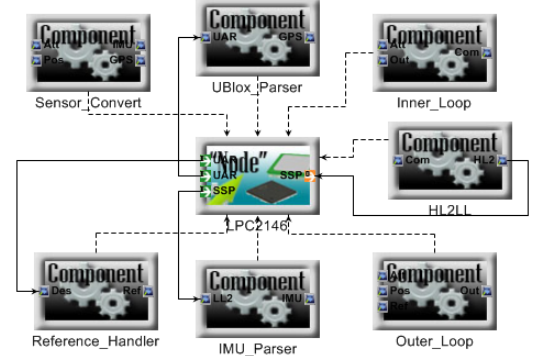 Component
Att IMU
Pos GPS
Sensor_Convert
Component
UAR GPS
UBlox_Parser
Component
Att
Out Com
Inner_Loop
Component
Com HL2
HL2LL
"Node"
UAR
UAR SSP
SSP
LPC2146
Component
Des Ref
Reference_Handler
Component
LL2 IMU
IMU_Parser
Component
Att
Pos Out
Ref
Outer_Loop